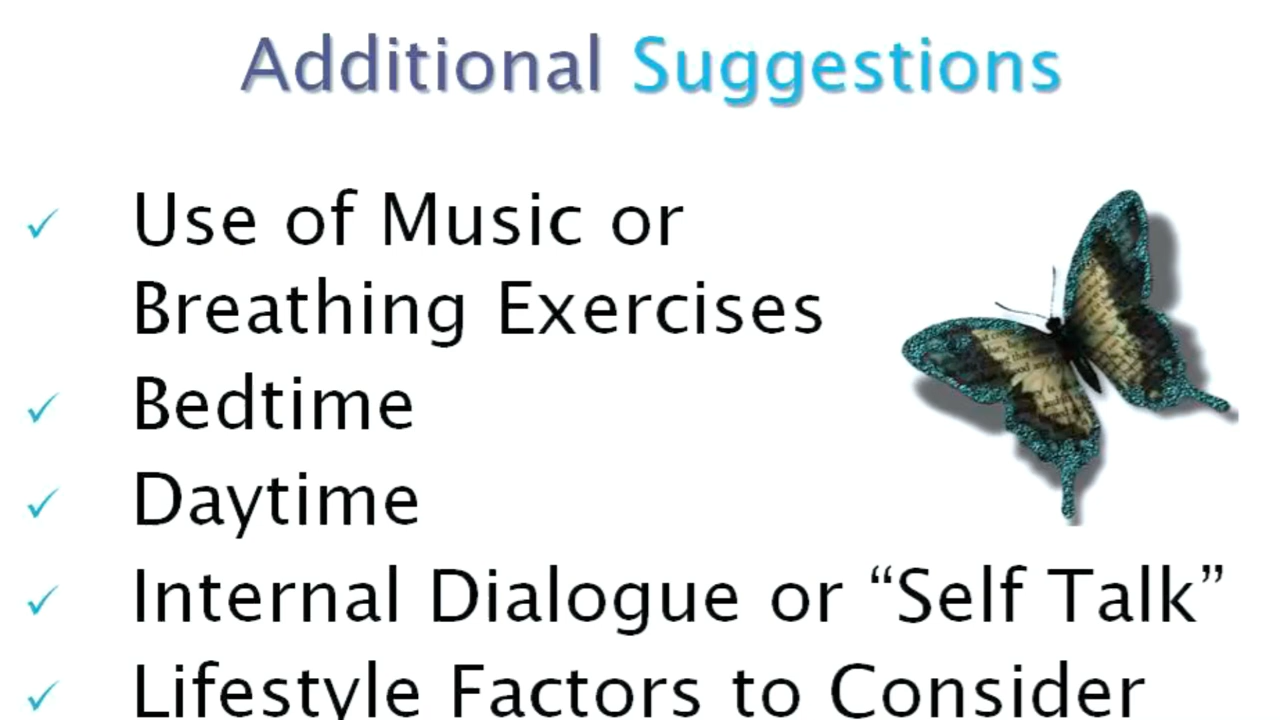 Additional Suggestions
✓ Use of Music or
Breathing Exercises
✓ Bedtime
✓ Daytime
✓ Internal Dialogue or “Self Talk”
✓ Lifestyle Factors to Consider